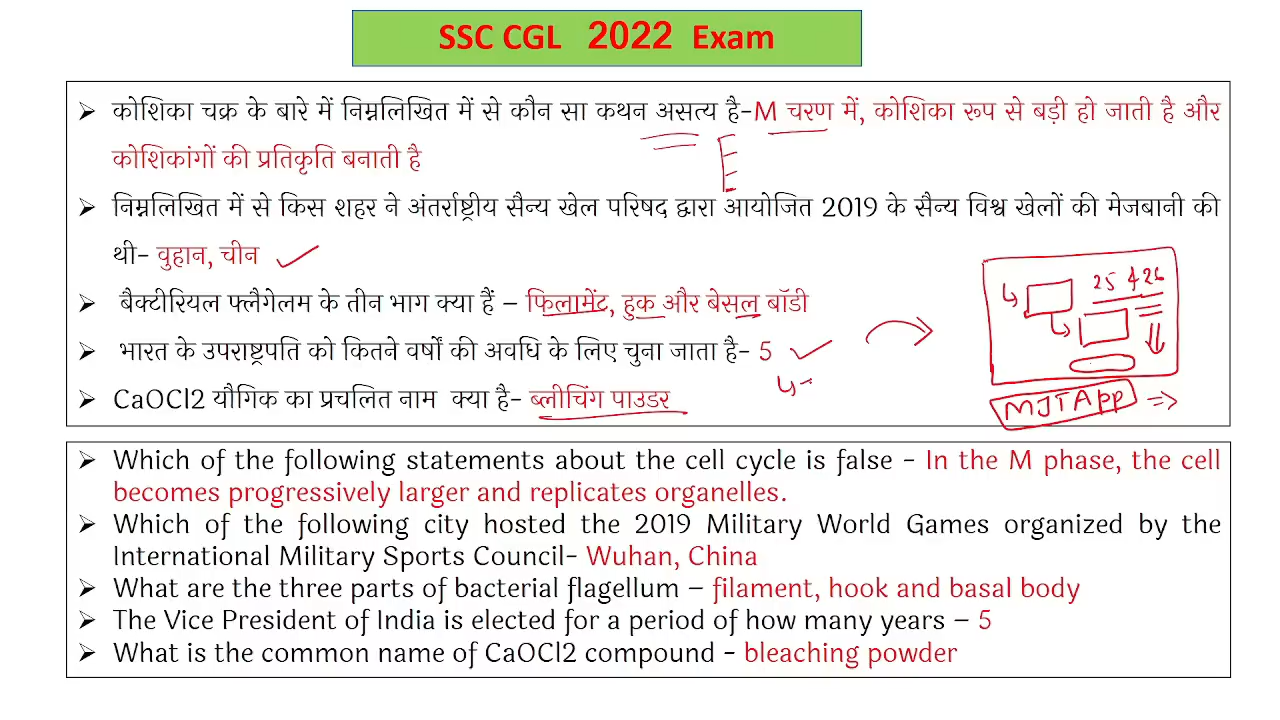 SSC CGL 2022 Exam
➢ कोशिका चक्र के बारे में निम्नलिखित में से कौन सा कथन असत्य है-M चरण में, कोशिका रूप से बड़ी हो जाती है और
कोशिकांगों की प्रतिकृति बनाती है
➢ निम्नलिखित में से किस शहर ने अंतर्राष्ट्रीय सैन्य खेल परिषद द्वारा आयोजित 2019 के सैन्य विश्व खेलों की मेजबानी की
थी- वुहान, चीन
➢ बैक्टीरियल फ्लैगेलम के तीन भाग क्या हैं – फिलामेंट, हुक और बेसल बॉडी
➢ भारत के उपराष्ट्रपति को कितने वर्षों की अवधि के लिए चुना जाता है- 5
➢ CaOCl2 यौगिक का प्रचलित नाम क्या है- ब्लीचिंग पाउडर
25 426
MJT App
➢ Which of the following statements about the cell cycle is false - In the M phase, the cell
becomes progressively larger and replicates organelles.
➢ Which of the following city hosted the 2019 Military World Games organized by the
International Military Sports Council- Wuhan, China
➢ What are the three parts of bacterial flagellum – filament, hook and basal body
➢ The Vice President of India is elected for a period of how many years – 5
➢ What is the common name of CaOCl2 compound - bleaching powder